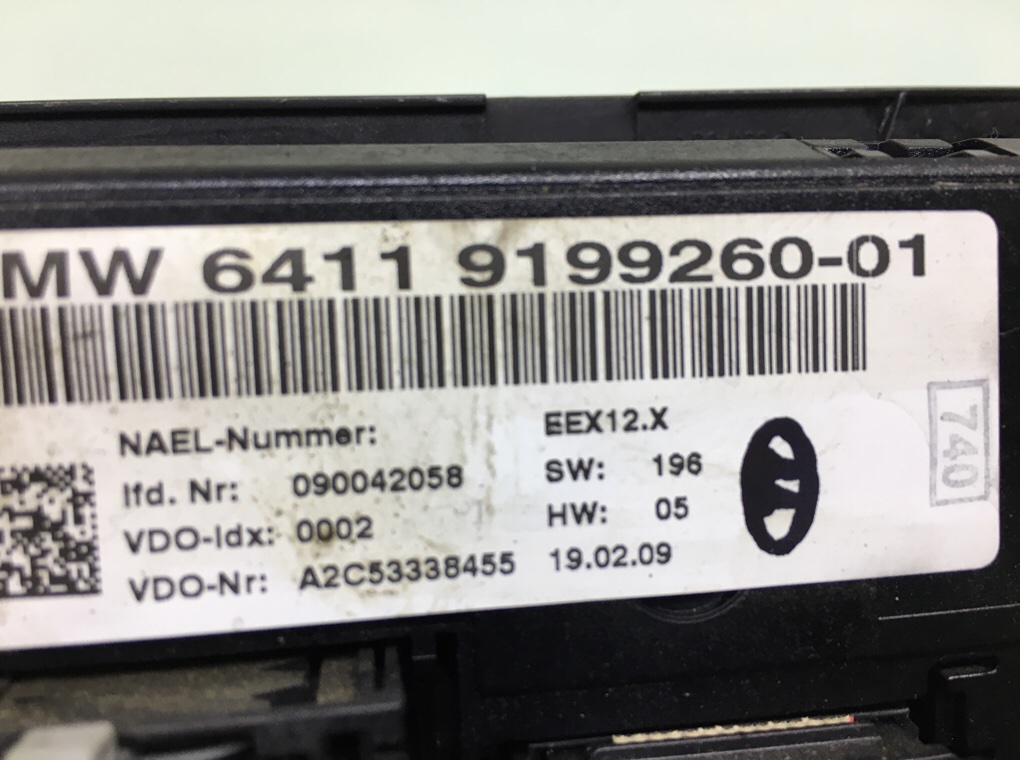 MW 6411 9199260-01
NAEL-Nummer: EEX12.X
lfd. Nr: 090042058 SW: 196
VDO-Idx: 0002 HW: 05
VDO-Nr: A2C53338455 19.02.09
740